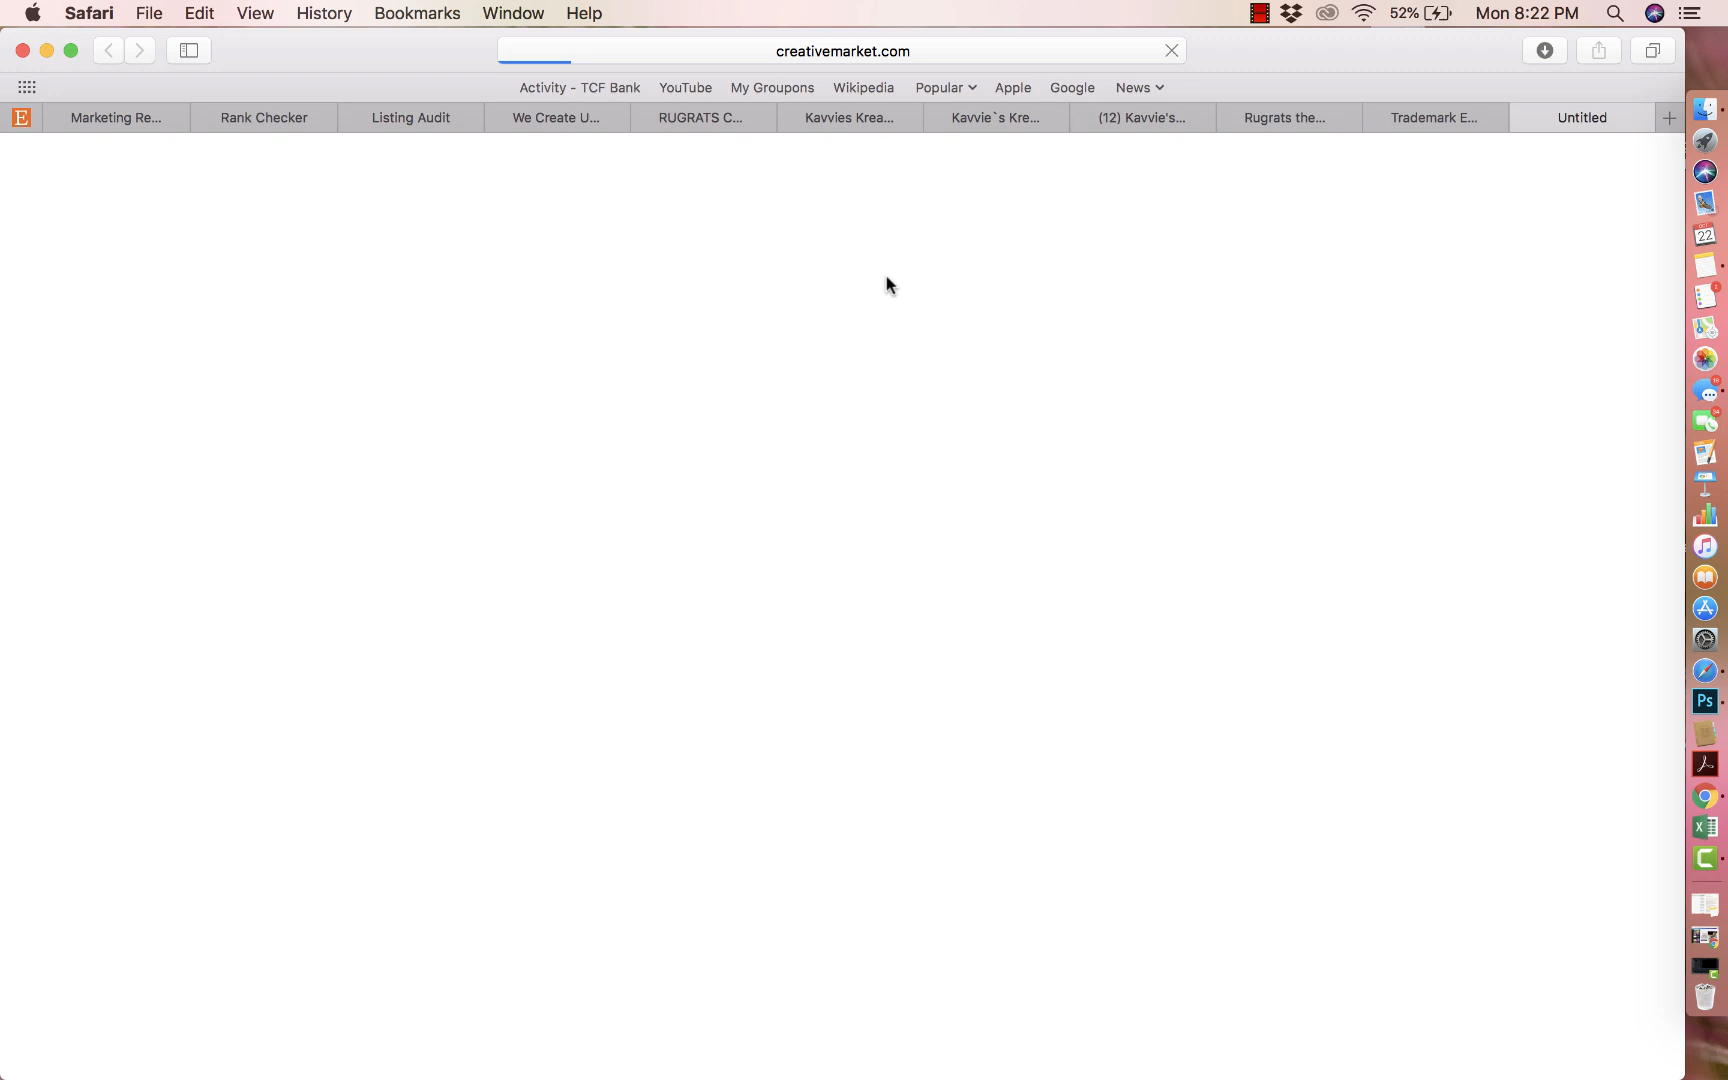 Safari File Edit View History Bookmarks Window Help 52% Mon 8:22 PM
creativemarket.com
Activity - TCF Bank YouTube My Groupons Wikipedia Popular Apple Google News
E Marketing Re... Rank Checker Listing Audit We Create U... RUGRATS C... Kavvies Krea... Kavvie`s Kre... (12) Kavvie's... Rugrats the... Trademark E... Untitled
22
1
Ps